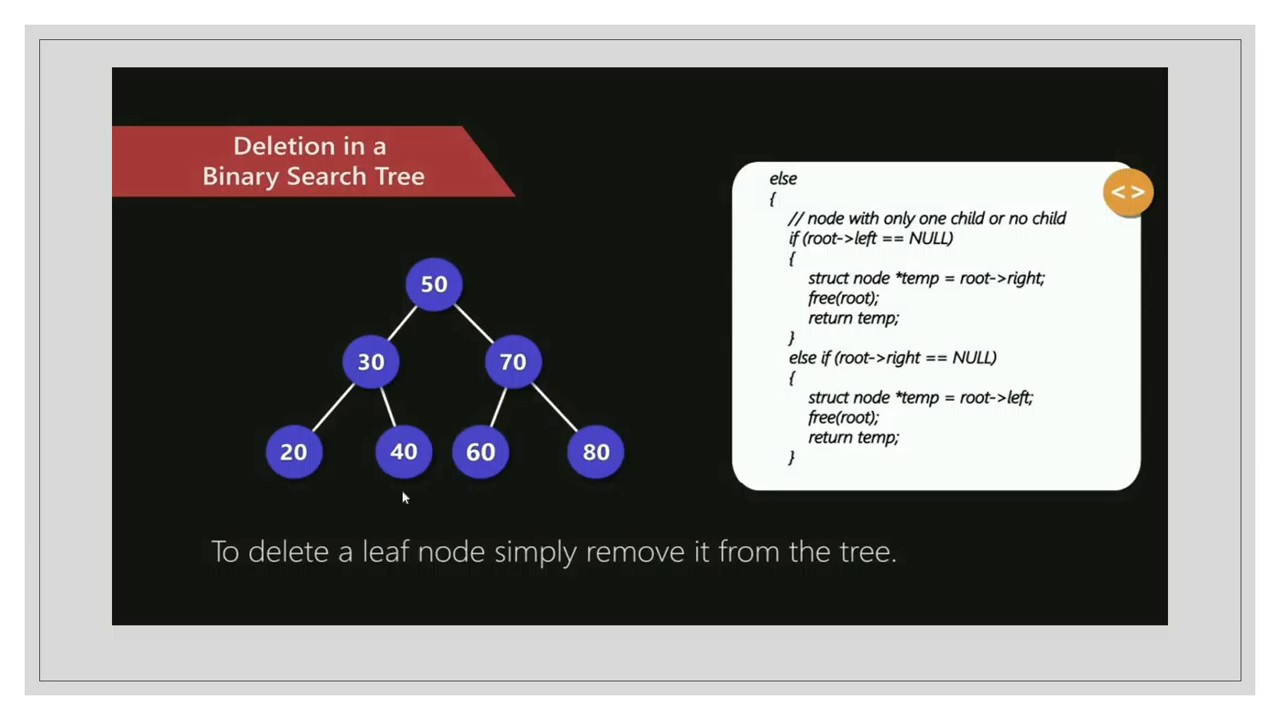 Deletion in a
Binary Search Tree
50
30
70
20
40
60
80
< >
else
{
// node with only one child or no child
if (root->left == NULL)
{
struct node *temp = root->right;
free(root);
return temp;
}
else if (root->right == NULL)
{
struct node *temp = root->left;
free(root);
return temp;
}
To delete a leaf node simply remove it from the tree.